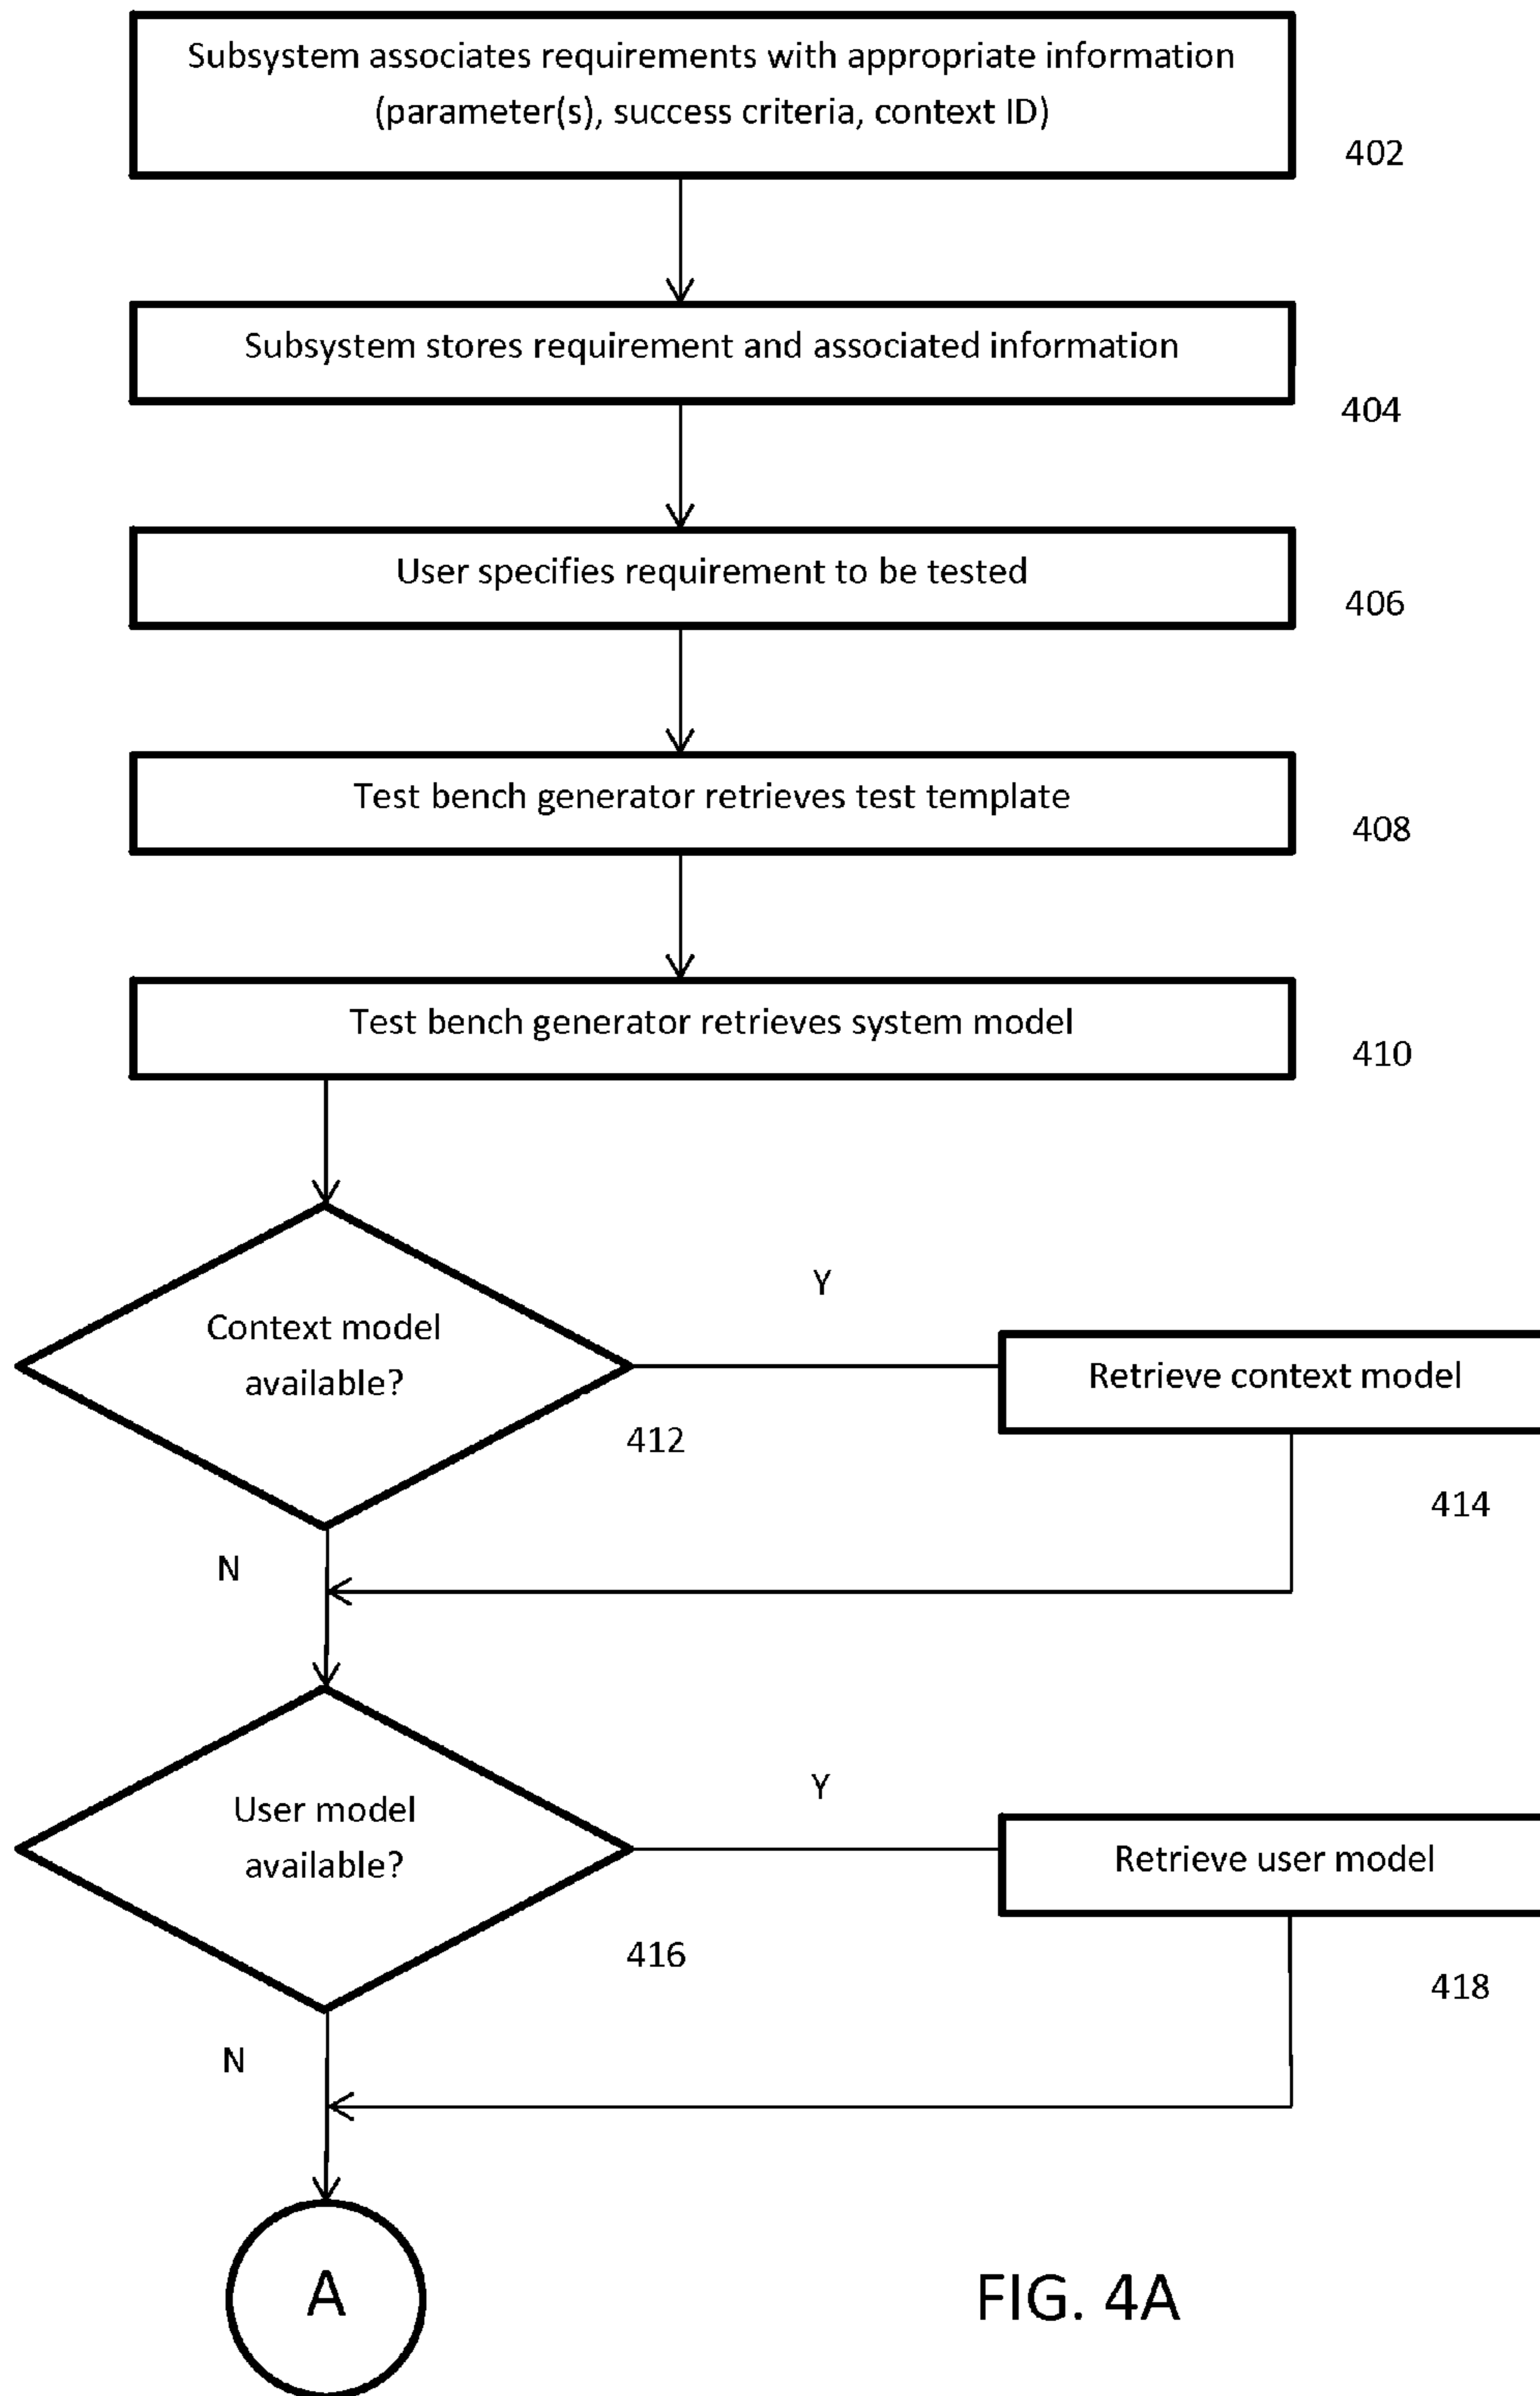 Subsystem associates requirements with appropriate information
(parameter(s), success criteria, context ID)
402
Subsystem stores requirement and associated information
404
User specifies requirement to be tested
406
Test bench generator retrieves test template
408
Test bench generator retrieves system model
410
Y
Context model
available?
Retrieve context model
412
414
N
Y
User model
available?
Retrieve user model
416
418
N
A
FIG. 4A